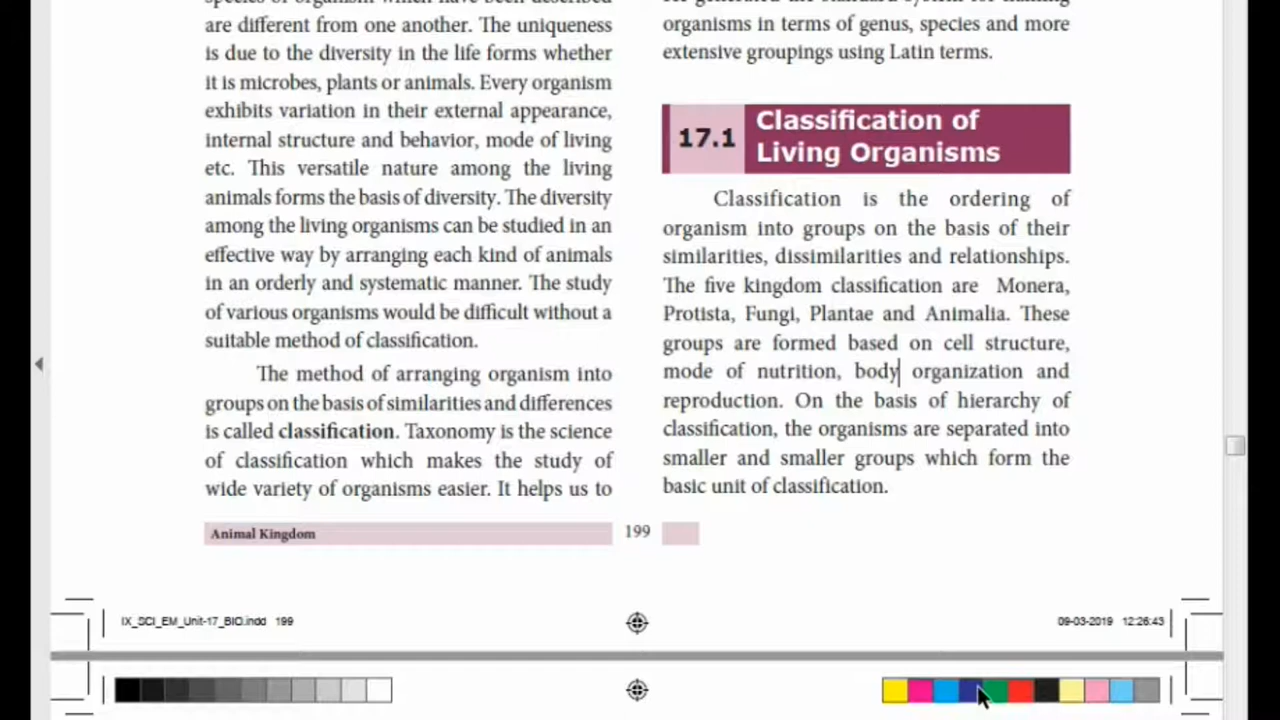 species of organism which have been described
are different from one another. The uniqueness
is due to the diversity in the life forms whether
it is microbes, plants or animals. Every organism
exhibits variation in their external appearance,
internal structure and behavior, mode of living
etc. This versatile nature among the living
animals forms the basis of diversity. The diversity
among the living organisms can be studied in an
effective way by arranging each kind of animals
in an orderly and systematic manner. The study
of various organisms would be difficult without a
suitable method of classification.
The method of arranging organism into
groups on the basis of similarities and differences
is called classification. Taxonomy is the science
of classification which makes the study of
wide variety of organisms easier. It helps us to
generated the standard system for naming
organisms in terms of genus, species and more
extensive groupings using Latin terms.
17.1 Classification of
Living Organisms
Classification is the ordering of
organism into groups on the basis of their
similarities, dissimilarities and relationships.
The five kingdom classification are Monera,
Protista, Fungi, Plantae and Animalia. These
groups are formed based on cell structure,
mode of nutrition, body organization and
reproduction. On the basis of hierarchy of
classification, the organisms are separated into
smaller and smaller groups which form the
basic unit of classification.
Animal Kingdom
199
IX_SCI_EM_Unit-17_BIO.indd 199
09-03-2019 12:26:43